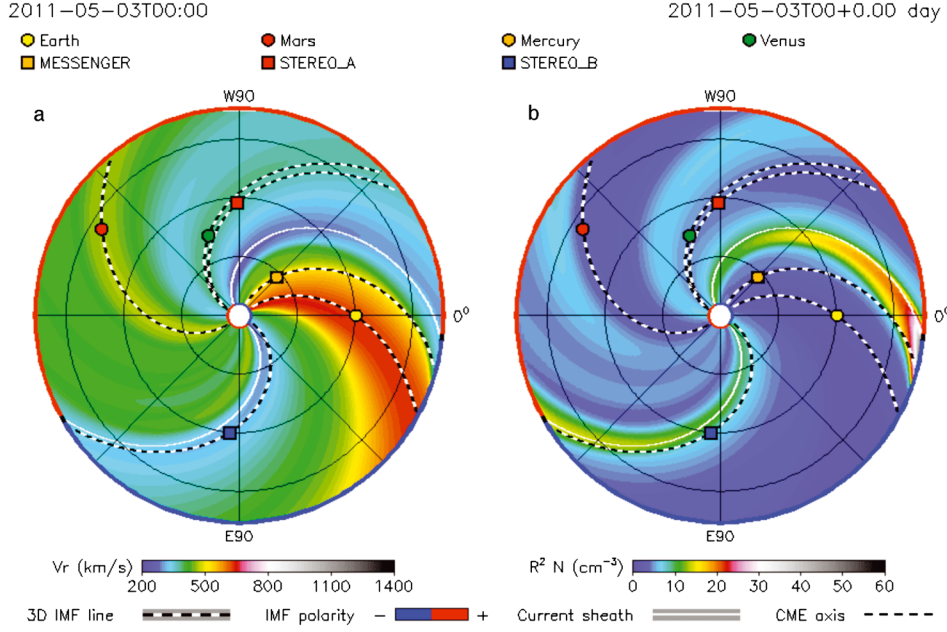 2011-05-03T00:00 2011-05-03T00+0.00 day
Earth Mars Mercury Venus
MESSENGER STEREO_A STEREO_B
a W90 b W90
0° 0°
E90 E90
Vr (km/s) R² N (cm⁻³)
200 500 800 1100 1400 0 10 20 30 40 50 60
3D IMF line IMF polarity − + Current sheath CME axis